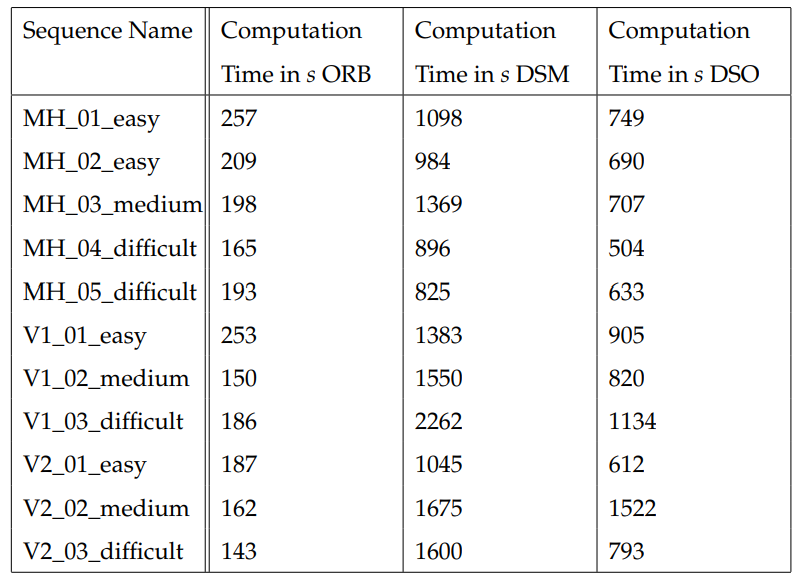 Sequence Name Computation Computation Computation
Time in s ORB Time in s DSM Time in s DSO
MH_01_easy 257 1098 749
MH_02_easy 209 984 690
MH_03_medium 198 1369 707
MH_04_difficult 165 896 504
MH_05_difficult 193 825 633
V1_01_easy 253 1383 905
V1_02_medium 150 1550 820
V1_03_difficult 186 2262 1134
V2_01_easy 187 1045 612
V2_02_medium 162 1675 1522
V2_03_difficult 143 1600 793